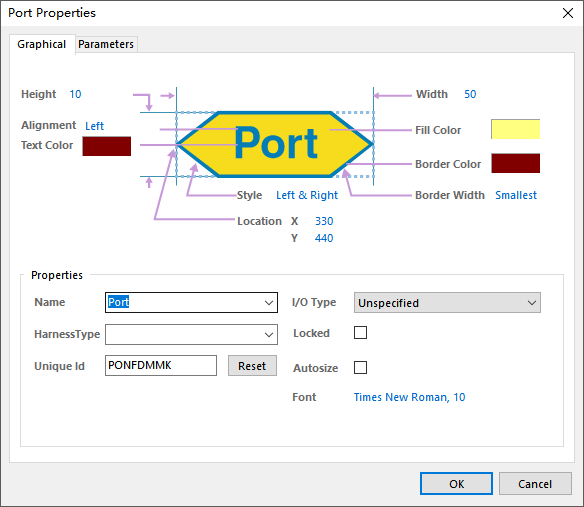 Port Properties
Graphical Parameters
Height 10 Width 50
Alignment Left Fill Color
Text Color Port Border Color
Style Left & Right Border Width Smallest
Location X 330
Y 440
Properties
Name Port I/O Type Unspecified
HarnessType Locked
Unique Id PONFDMMK Reset Autosize
Font Times New Roman, 10
OK Cancel